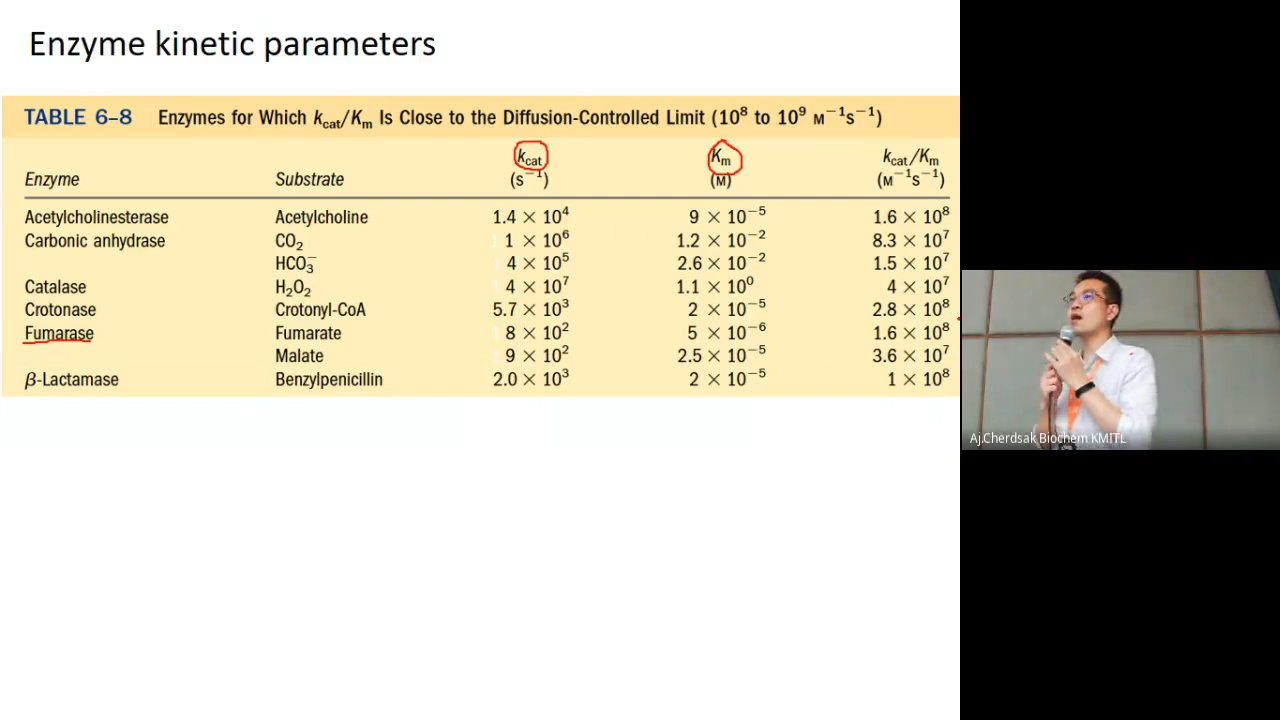 Enzyme kinetic parameters
TABLE 6–8 Enzymes for Which kcat/Km Is Close to the Diffusion-Controlled Limit (10⁸ to 10⁹ M⁻¹s⁻¹)
kcat Km kcat/Km
Enzyme Substrate (s⁻¹) (M) (M⁻¹s⁻¹)
Acetylcholinesterase Acetylcholine 1.4 × 10⁴ 9 × 10⁻⁵ 1.6 × 10⁸
Carbonic anhydrase CO₂ 1 × 10⁶ 1.2 × 10⁻² 8.3 × 10⁷
HCO₃⁻ 4 × 10⁵ 2.6 × 10⁻² 1.5 × 10⁷
Catalase H₂O₂ 4 × 10⁷ 1.1 × 10⁰ 4 × 10⁷
Crotonase Crotonyl-CoA 5.7 × 10³ 2 × 10⁻⁵ 2.8 × 10⁸
Fumarase Fumarate 8 × 10² 5 × 10⁻⁶ 1.6 × 10⁸
Malate 9 × 10² 2.5 × 10⁻⁵ 3.6 × 10⁷
β-Lactamase Benzylpenicillin 2.0 × 10³ 2 × 10⁻⁵ 1 × 10⁸
Aj.Cherdsak Biochem KMITL